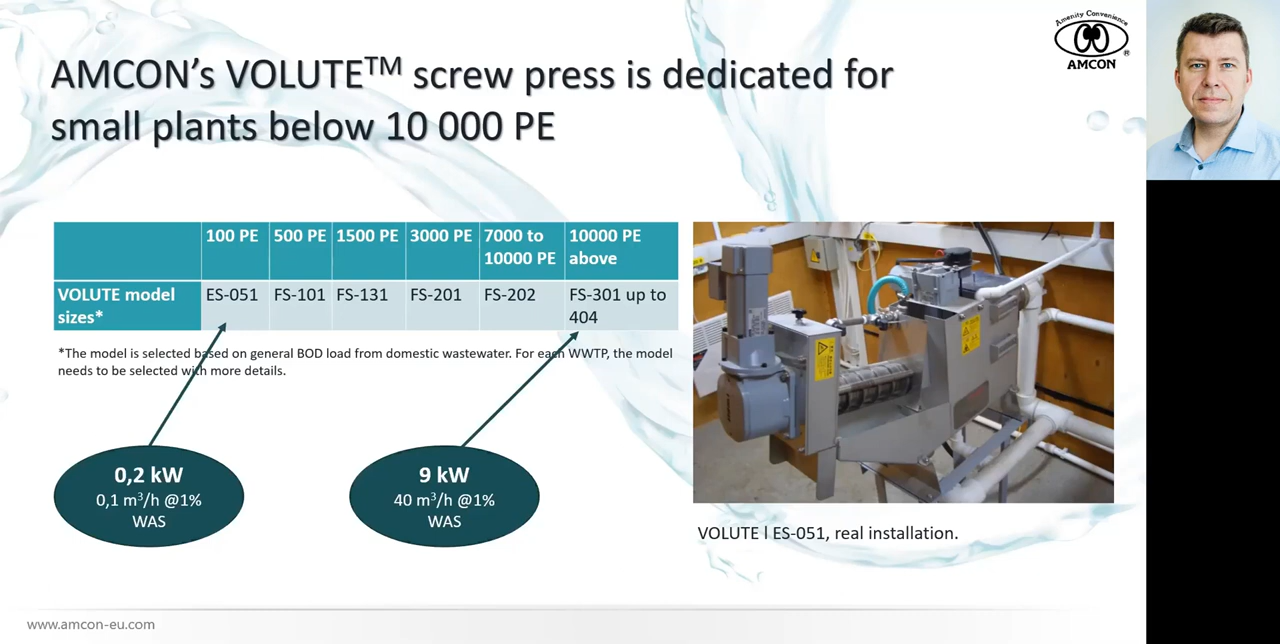 Amenity Convenience
AMCON
AMCON’s VOLUTE™ screw press is dedicated for
small plants below 10 000 PE
100 PE 500 PE 1500 PE 3000 PE 7000 to 10000 PE
10000 PE above
VOLUTE model sizes*
ES-051 FS-101 FS-131 FS-201 FS-202 FS-301 up to 404
*The model is selected based on general BOD load from domestic wastewater. For each WWTP, the model
needs to be selected with more details.
0,2 kW
0,1 m³/h @1%
WAS
9 kW
40 m³/h @1%
WAS
VOLUTE l ES-051, real installation.
www.amcon-eu.com